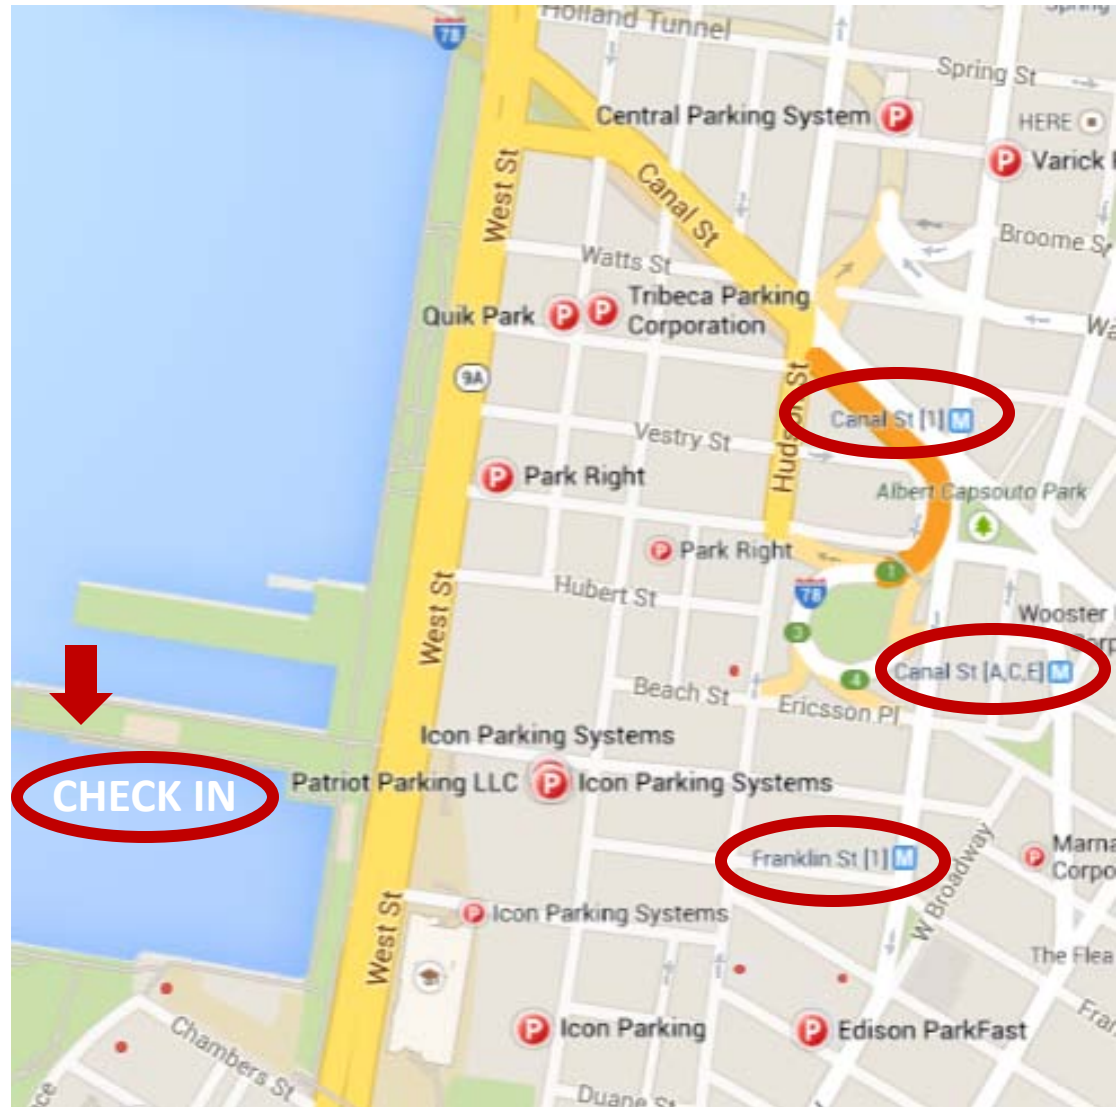 Holland Tunnel
78
Spring St
Central Parking System P
HERE
P Varick
West St
Canal St
Broome St
Watts St
Quik Park P
P Tribeca Parking
Corporation
9A
Hudson St
Canal St [1] M
Vestry St
P Park Right
Albert Capsouto Park
P Park Right
1
78
Hubert St
West St
3
Wooster
Canal St [A,C,E] M
4
Beach St
Ericsson Pl
Icon Parking Systems
CHECK IN
Patriot Parking LLC P Icon Parking Systems
Franklin St [1] M
W Broadway
P
P Icon Parking Systems
West St
The Flea
P Icon Parking
P Edison ParkFast
Chambers St
Duane St